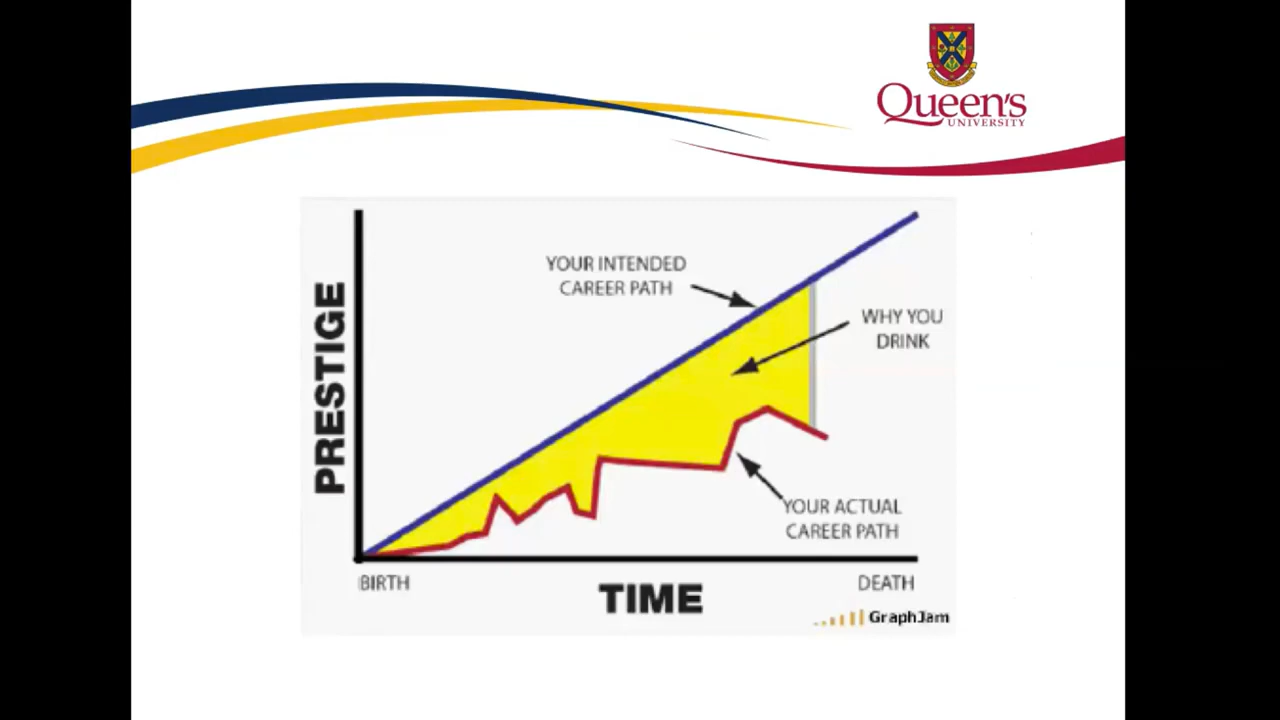 Queen's
UNIVERSITY
YOUR INTENDED
CAREER PATH
WHY YOU
DRINK
PRESTIGE
YOUR ACTUAL
CAREER PATH
BIRTH
TIME
DEATH
GraphJam